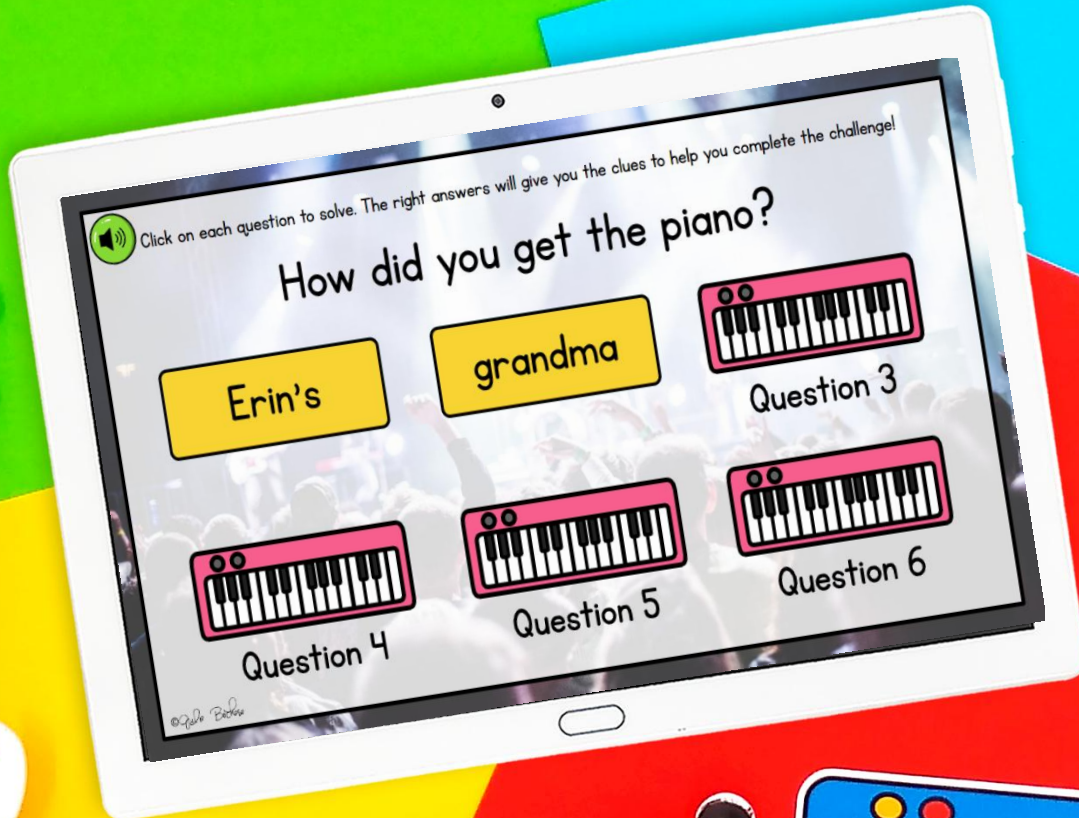 Click on each question to solve. The right answers will give you the clues to help you complete the challenge!
How did you get the piano?
Erin's
grandma
Question 3
Question 4
Question 5
Question 6